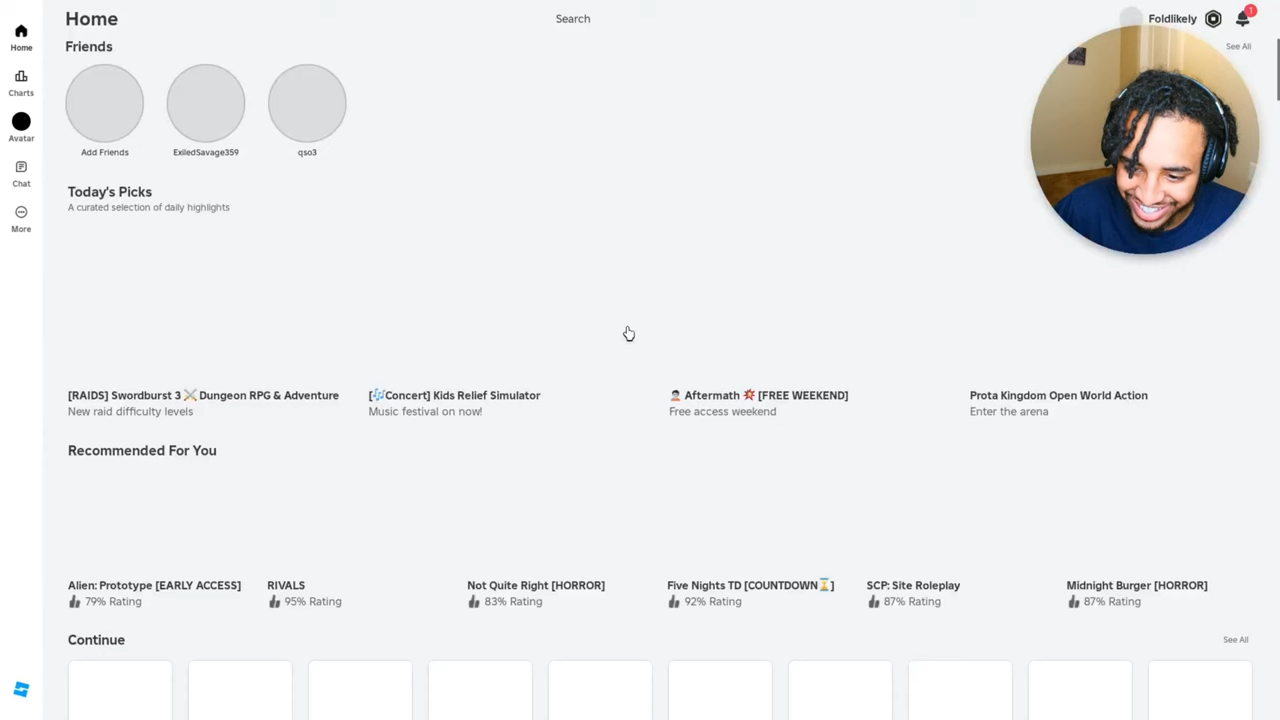 Home
Search
Foldlikely
1
Home
Charts
Avatar
Chat
More
Friends
See All
Add Friends
ExiledSavage359
qso3
Today's Picks
A curated selection of daily highlights
[RAIDS] Swordburst 3 ⚔️ Dungeon RPG & Adventure
New raid difficulty levels
[🎶Concert] Kids Relief Simulator
Music festival on now!
Aftermath 💥 [FREE WEEKEND]
Free access weekend
Prota Kingdom Open World Action
Enter the arena
Recommended For You
Alien: Prototype [EARLY ACCESS]
79% Rating
RIVALS
95% Rating
Not Quite Right [HORROR]
83% Rating
Five Nights TD [COUNTDOWN⏳]
92% Rating
SCP: Site Roleplay
87% Rating
Midnight Burger [HORROR]
87% Rating
Continue
See All